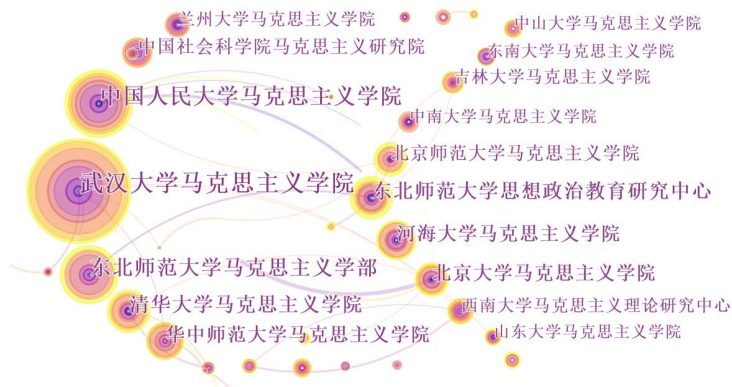 兰州大学马克思主义学院
中山大学马克思主义学院
中国社会科学院马克思主义研究院
东南大学马克思主义学院
吉林大学马克思主义学院
中国人民大学马克思主义学院
中南大学马克思主义学院
北京师范大学马克思主义学院
武汉大学马克思主义学院
东北师范大学思想政治教育研究中心
河海大学马克思主义学院
东北师范大学马克思主义学部
北京大学马克思主义学院
清华大学马克思主义学院
西南大学马克思主义理论研究中心
华中师范大学马克思主义学院
山东大学马克思主义学院